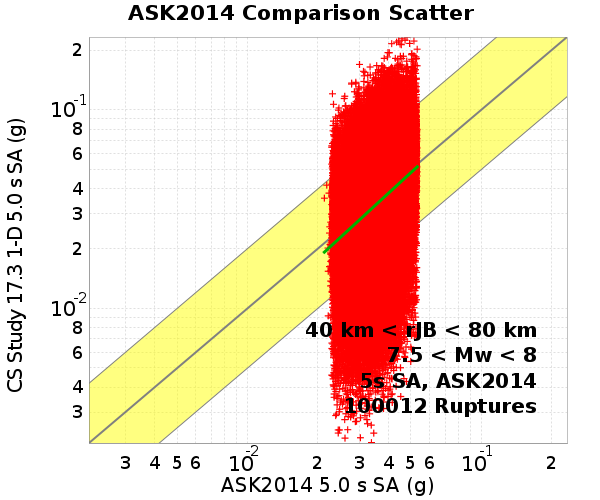 ASK2014 Comparison Scatter
CS Study 17.3 1-D 5.0 s SA (g)
2
10-1
8
6
4
3
2
10-2
8
6
4
3
40 km < rJB < 80 km
7.5 < Mw < 8
5s SA, ASK2014
100012 Ruptures
3 4 5 6 10-2 2 3 4 5 6 10-1 2
ASK2014 5.0 s SA (g)